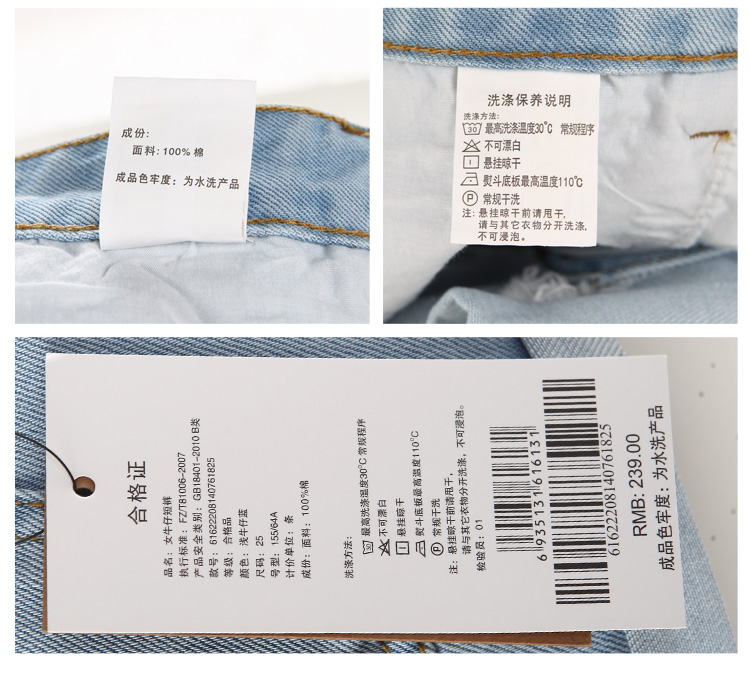 成份:
面料: 100% 棉
成品色牢度: 为水洗产品
洗涤保养说明
洗涤方法:
30 最高洗涤温度30℃ 常规程序
不可漂白
悬挂晾干
熨斗底板最高温度110℃
P 常规干洗
注: 悬挂晾干前请甩干,
请与其它衣物分开洗涤,
不可浸泡。
合格证
品名: 女牛仔短裤
执行标准: FZ/T81006-2007
产品安全类别: GB18401-2010 B类
款号: 61622208140761825
等级: 合格品
颜色: 浅牛仔蓝
尺码: 25
号型: 155/64A
计价单位: 条
成份: 面料: 100%棉
洗涤方法:
30 最高洗涤温度30℃ 常规程序
不可漂白
悬挂晾干
熨斗底板最高温度110℃
P 常规干洗
注: 悬挂晾干前请甩干,
请与其它衣物分开洗涤, 不可浸泡。
检验员: 01
6935131616131
61622208140761825
RMB: 239.00
成品色牢度: 为水洗产品